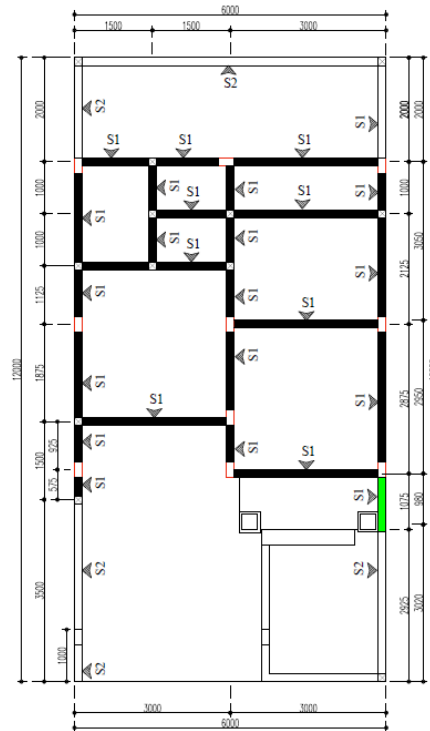 6000
1500 1500 3000
2000 S2 S2 S1 2000
S1 S1 S1
1000 S1 S1 S1 S1 1000
S1 S1
1000 S1 S1 S1 3050
1125 S1 S1 S1 2125
S1
12000
1875 S1 S1 S1 2875 2950
S1
925 S1 S1
1500 S1
575 S1 S1 1075 980
3500 S2 S2 2925 3020
1000 S2
3000 3000
6000